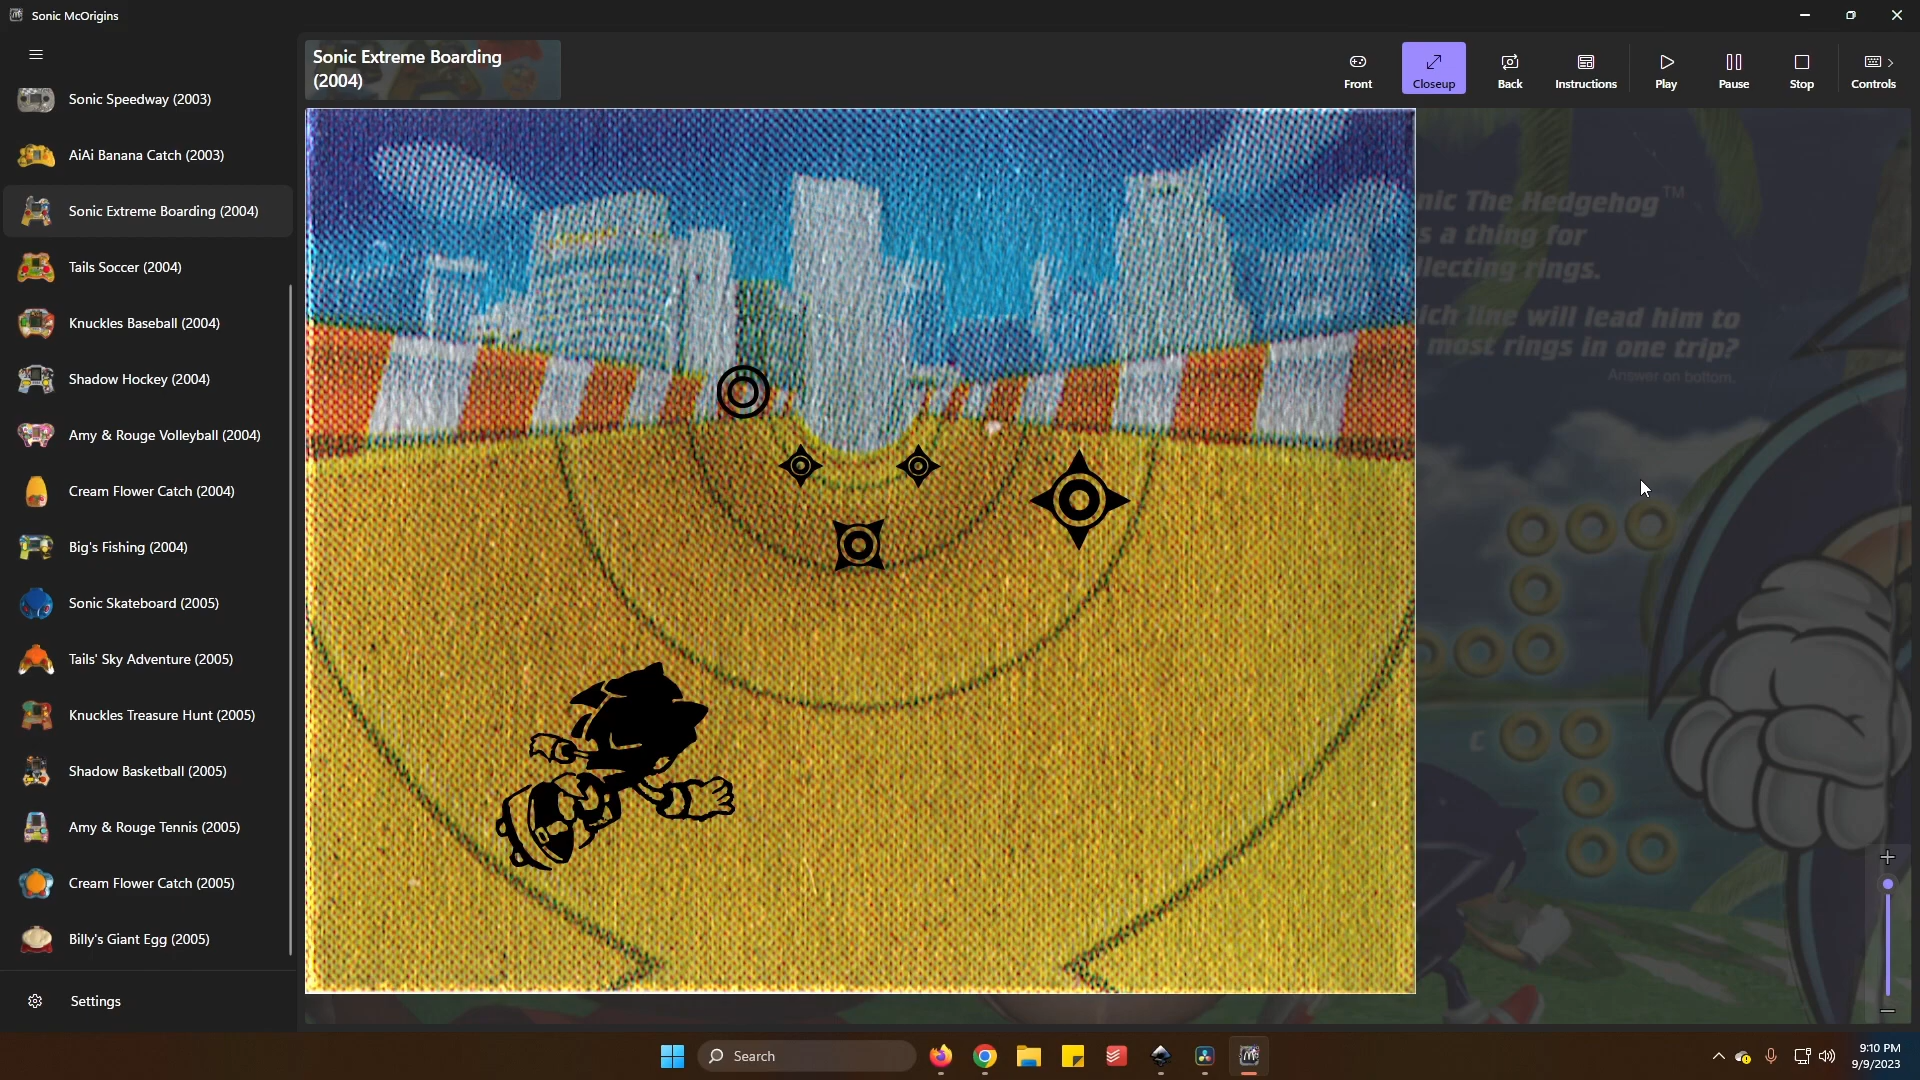 Sonic McOrigins
Sonic Speedway (2003)
AiAi Banana Catch (2003)
Sonic Extreme Boarding (2004)
Tails Soccer (2004)
Knuckles Baseball (2004)
Shadow Hockey (2004)
Amy & Rouge Volleyball (2004)
Cream Flower Catch (2004)
Big's Fishing (2004)
Sonic Skateboard (2005)
Tails' Sky Adventure (2005)
Knuckles Treasure Hunt (2005)
Shadow Basketball (2005)
Amy & Rouge Tennis (2005)
Cream Flower Catch (2005)
Billy's Giant Egg (2005)
Settings
Sonic Extreme Boarding
(2004)
Front
Closeup
Back
Instructions
Play
Pause
Stop
Controls
The Hedgehog™
a thing for
rings.
line will lead him to
most rings in one trip?
Answer on bottom.
C
Search
9:10 PM
9/9/2023